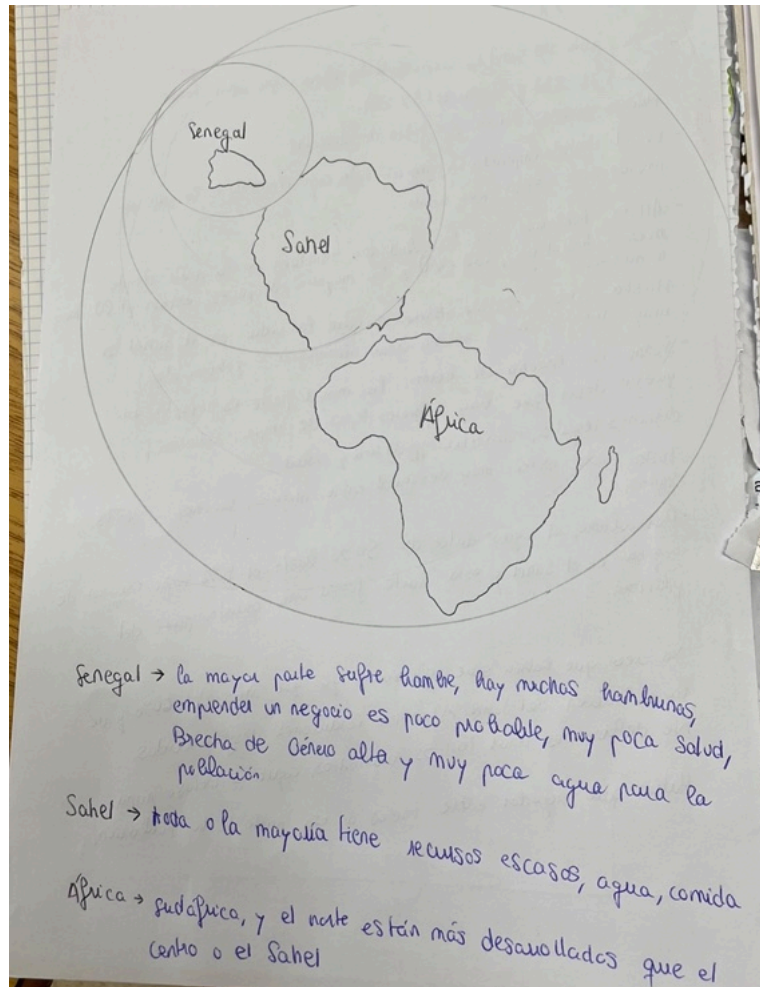 Senegal
Sahel
África
Senegal → la mayor parte sufre hambre, hay muchas hambrunas,
emprender un negocio es poco probable, muy poca salud,
Brecha de Género alta y muy poca agua para la
población
Sahel → toda o la mayoría tiene recursos escasos, agua, comida
África → sudáfrica, y el norte están más desarrollados que el
centro o el Sahel